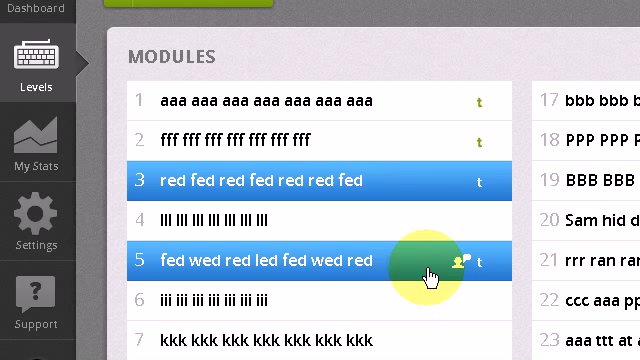 Dashboard
Levels
My Stats
Settings
Support
MODULES
1 aaa aaa aaa aaa aaa aaa aaa t
2 fff fff fff fff fff fff fff t
3 red fed red fed red red fed t
4 lll lll lll lll lll lll lll
5 fed wed red led fed wed red t
6 iii iii iii iii iii iii iii
7 kkk kkk kkk kkk kkk kkk kkk
17 bbb bbb b
18 PPP PPP P
19 BBB BBB
20 Sam hid d
21 rrr ran rar
22 ccc aaa pp
23 aaa ttt at a